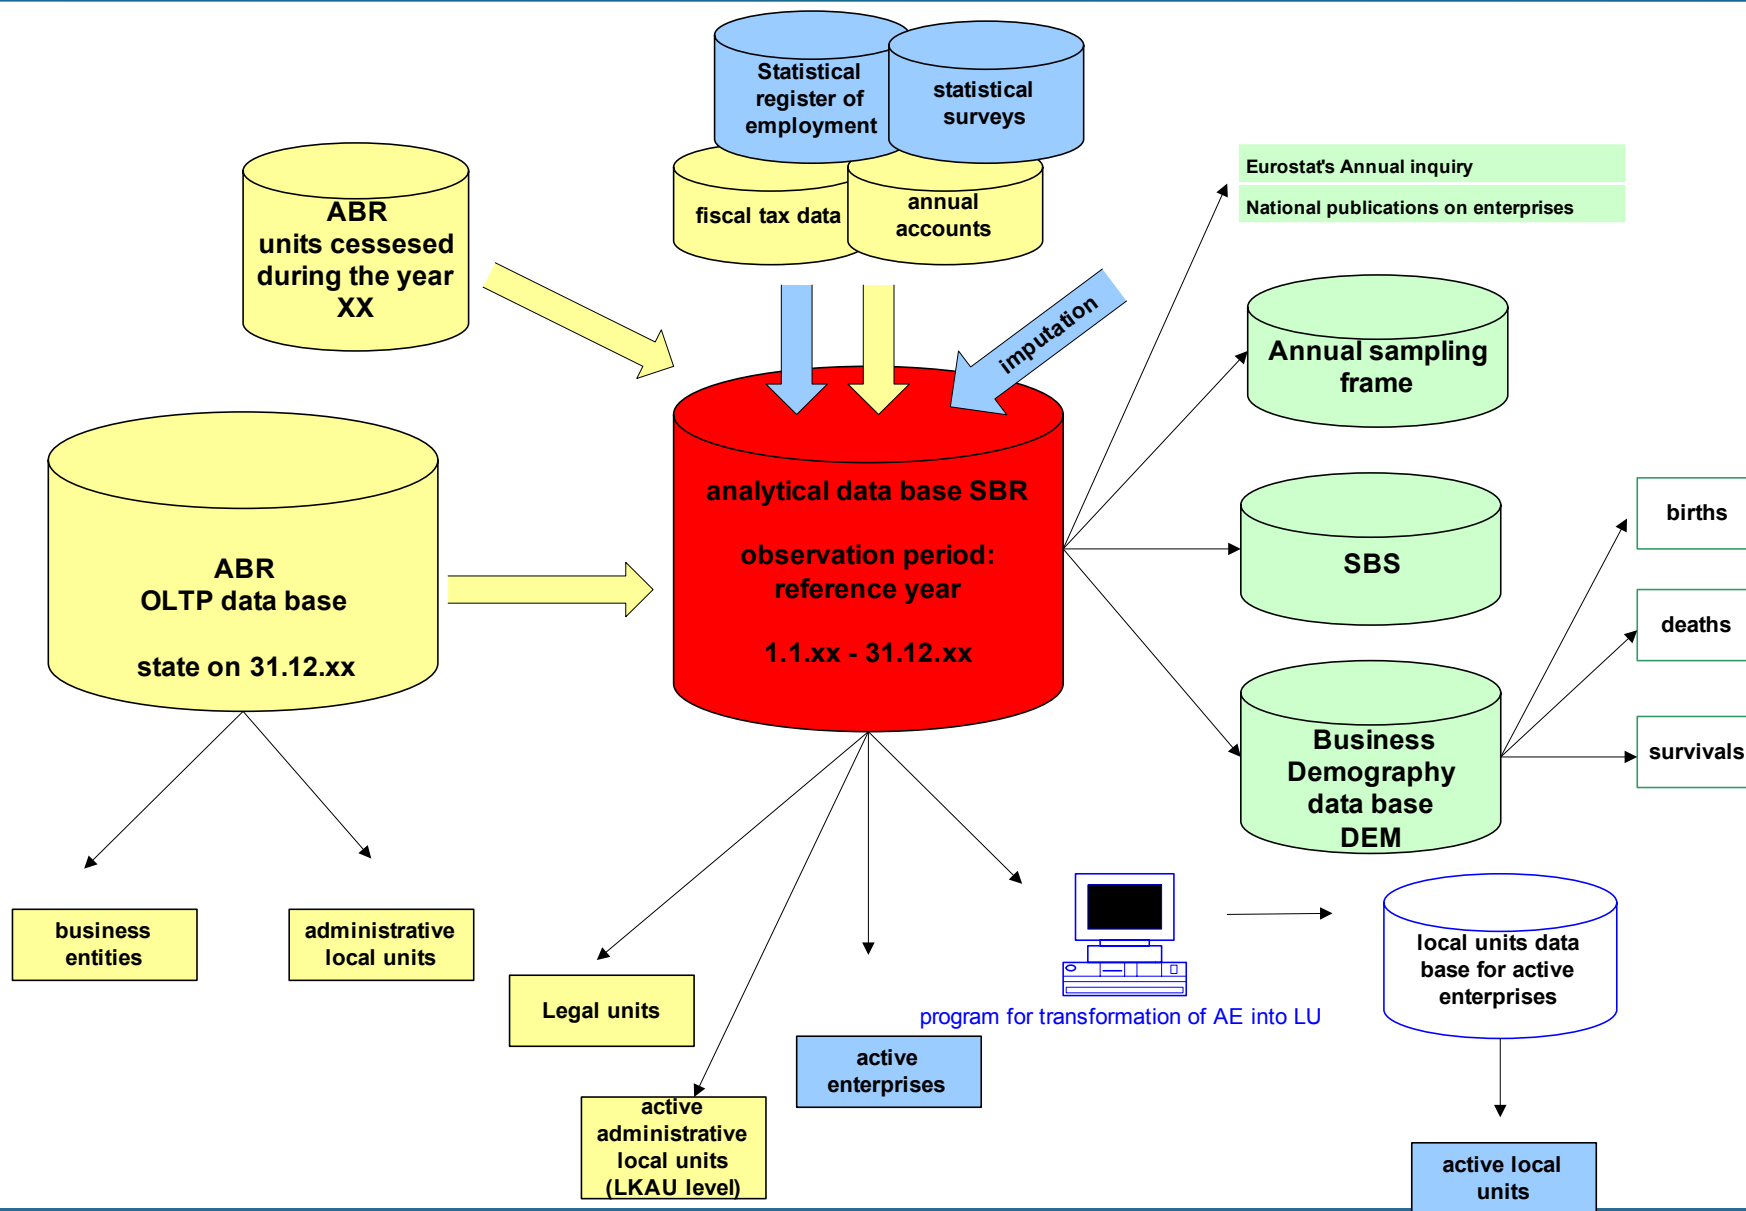 Statistical
register of
employment
statistical
surveys
fiscal tax data
annual
accounts
ABR
units cessesed
during the year
XX
imputation
Eurostat's Annual inquiry
National publications on enterprises
Annual sampling
frame
analytical data base SBR
observation period:
reference year
1.1.xx - 31.12.xx
ABR
OLTP data base
state on 31.12.xx
SBS
births
deaths
survivals
Business
Demography
data base
DEM
business
entities
administrative
local units
Legal units
active
administrative
local units
(LKAU level)
active
enterprises
program for transformation of AE into LU
local units data
base for active
enterprises
active local
units